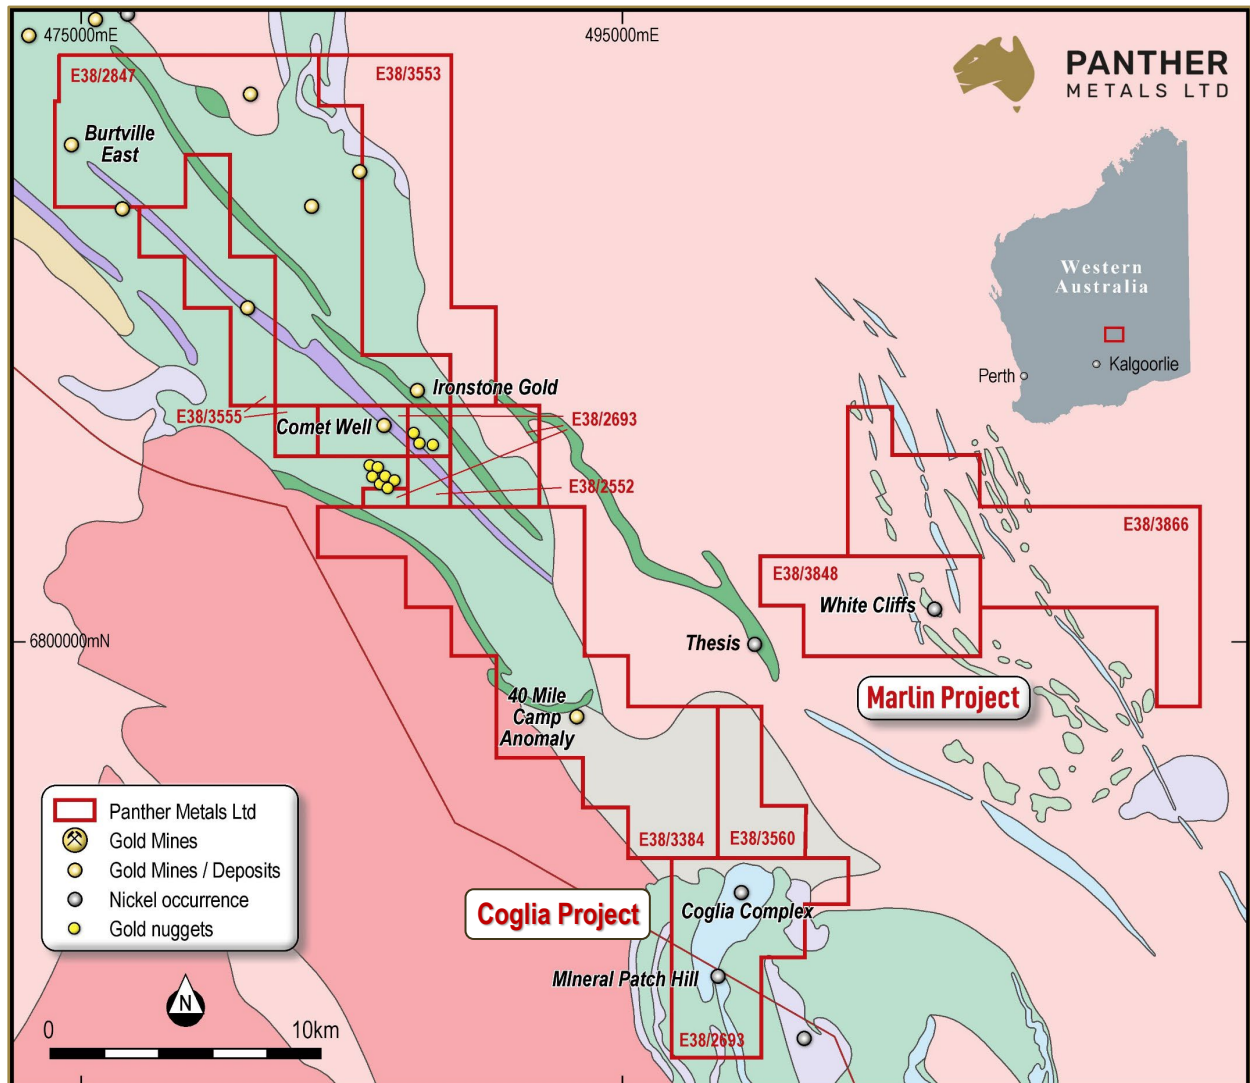 475000mE
495000mE
PANTHER
METALS LTD
E38/2847
E38/3553
Burtville
East
Western
Australia
Perth
Kalgoorlie
Ironstone Gold
E38/3555
Comet Well
E38/2693
E38/2552
E38/3866
E38/3848
White Cliffs
6800000mN
Thesis
Marlin Project
40 Mile
Camp
Anomaly
Panther Metals Ltd
Gold Mines
Gold Mines / Deposits
Nickel occurrence
Gold nuggets
E38/3384
E38/3560
Coglia Project
Coglia Complex
MIneral Patch Hill
N
0
10km
E38/2693